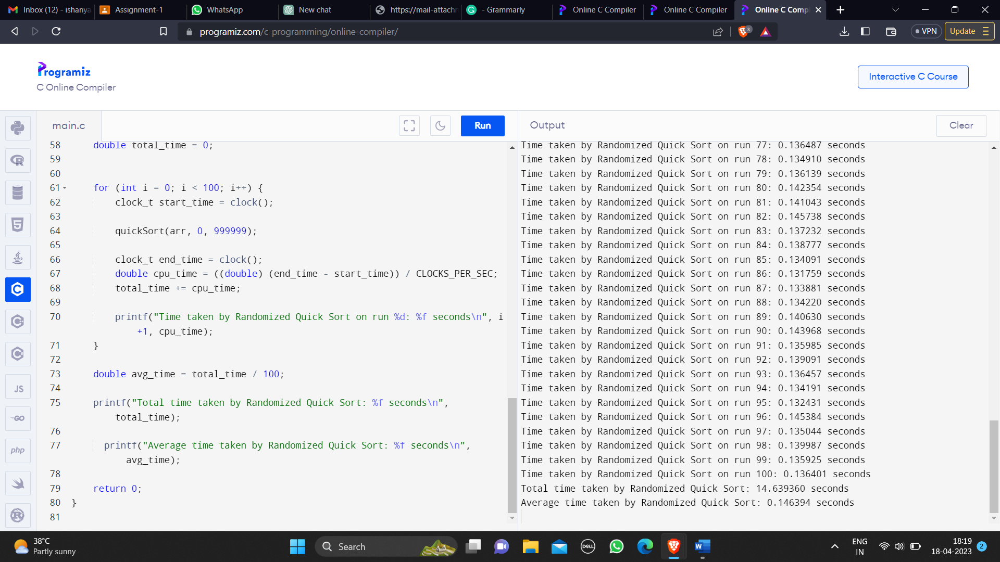 Inbox (12) - ishanya
Assignment-1
WhatsApp
New chat
https://mail-attachn
- Grammarly
Online C Compiler
Online C Compiler
Online C Comp
programiz.com/c-programming/online-compiler/
3
VPN
Update
Programiz
C Online Compiler
Interactive C Course
main.c
Run
Output
Clear
58 double total_time = 0;
59
60
61 for (int i = 0; i < 100; i++) {
62 clock_t start_time = clock();
63
64 quickSort(arr, 0, 999999);
65
66 clock_t end_time = clock();
67 double cpu_time = ((double) (end_time - start_time)) / CLOCKS_PER_SEC;
68 total_time += cpu_time;
69
70 printf("Time taken by Randomized Quick Sort on run %d: %f seconds\n", i
+1, cpu_time);
71 }
72
73 double avg_time = total_time / 100;
74
75 printf("Total time taken by Randomized Quick Sort: %f seconds\n",
total_time);
76
77 printf("Average time taken by Randomized Quick Sort: %f seconds\n",
avg_time);
78
79 return 0;
80 }
81
Time taken by Randomized Quick Sort on run 77: 0.136487 seconds
Time taken by Randomized Quick Sort on run 78: 0.134910 seconds
Time taken by Randomized Quick Sort on run 79: 0.136139 seconds
Time taken by Randomized Quick Sort on run 80: 0.142354 seconds
Time taken by Randomized Quick Sort on run 81: 0.141043 seconds
Time taken by Randomized Quick Sort on run 82: 0.145738 seconds
Time taken by Randomized Quick Sort on run 83: 0.137232 seconds
Time taken by Randomized Quick Sort on run 84: 0.138777 seconds
Time taken by Randomized Quick Sort on run 85: 0.134091 seconds
Time taken by Randomized Quick Sort on run 86: 0.131759 seconds
Time taken by Randomized Quick Sort on run 87: 0.133881 seconds
Time taken by Randomized Quick Sort on run 88: 0.134220 seconds
Time taken by Randomized Quick Sort on run 89: 0.140630 seconds
Time taken by Randomized Quick Sort on run 90: 0.143968 seconds
Time taken by Randomized Quick Sort on run 91: 0.135985 seconds
Time taken by Randomized Quick Sort on run 92: 0.139091 seconds
Time taken by Randomized Quick Sort on run 93: 0.136457 seconds
Time taken by Randomized Quick Sort on run 94: 0.134191 seconds
Time taken by Randomized Quick Sort on run 95: 0.132431 seconds
Time taken by Randomized Quick Sort on run 96: 0.145384 seconds
Time taken by Randomized Quick Sort on run 97: 0.135044 seconds
Time taken by Randomized Quick Sort on run 98: 0.139987 seconds
Time taken by Randomized Quick Sort on run 99: 0.135925 seconds
Time taken by Randomized Quick Sort on run 100: 0.136401 seconds
Total time taken by Randomized Quick Sort: 14.639360 seconds
Average time taken by Randomized Quick Sort: 0.146394 seconds
JS
GO
php
38°C
Partly sunny
Search
DELL
W
ENG
IN
18:19
18-04-2023
2